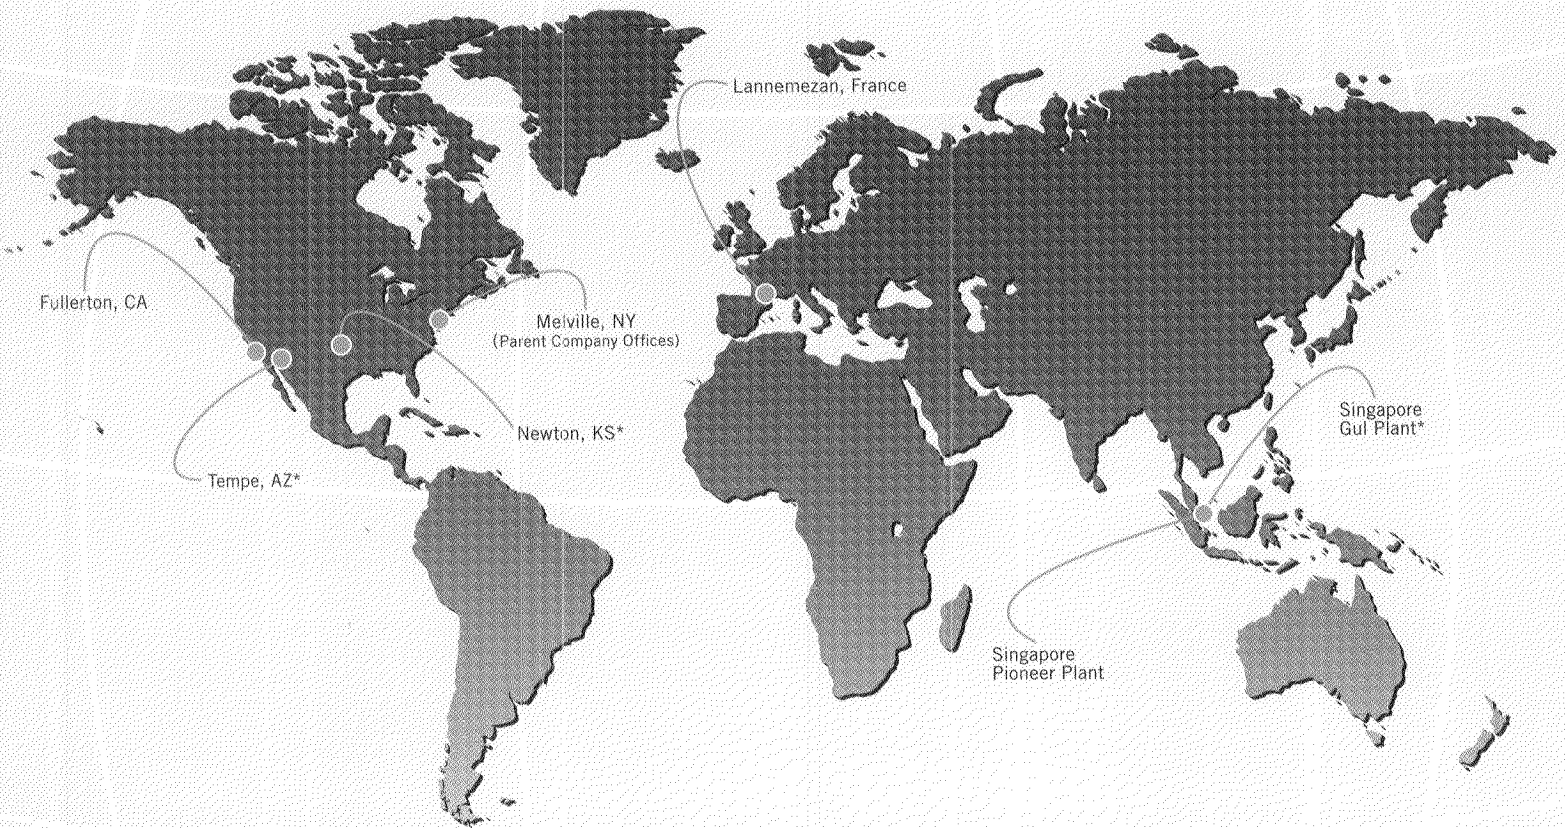 Lannemezan, France
Fullerton, CA
Melville, NY
(Parent Company Offices)
Newton, KS*
Tempe, AZ*
Singapore
Gul Plant*
Singapore
Pioneer Plant